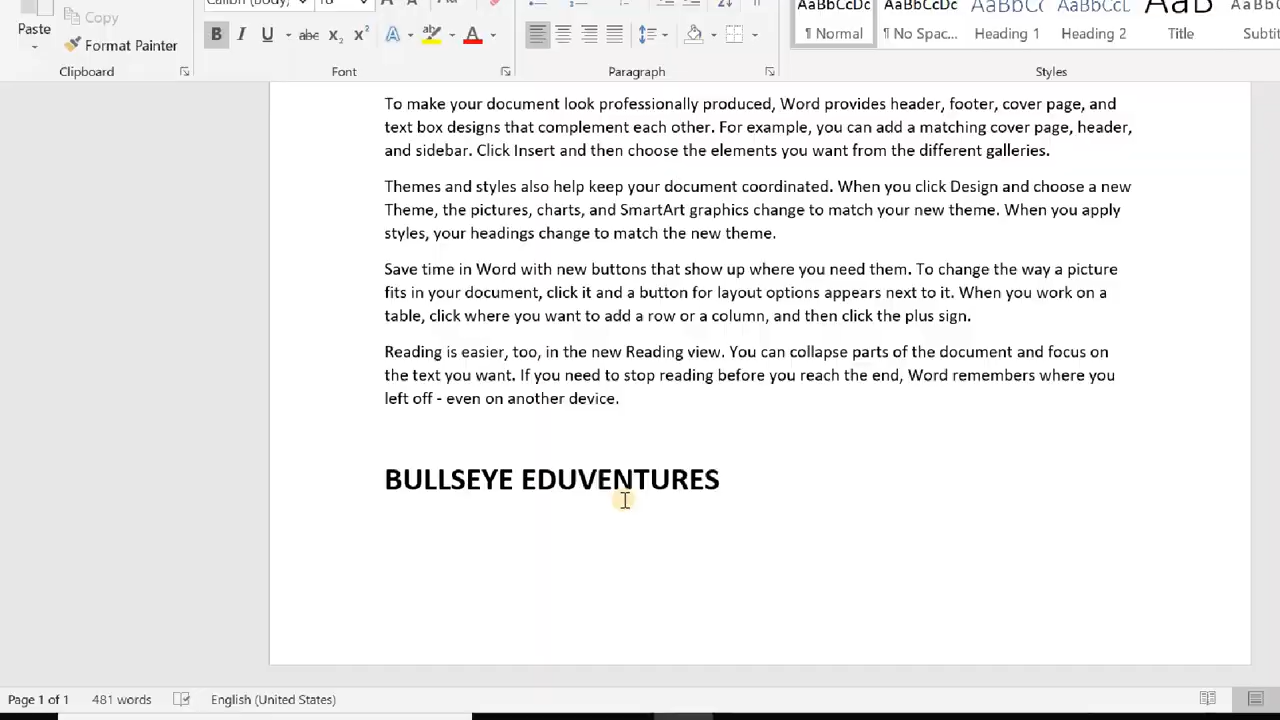 Calibri (Body)
18
Paste
Copy
Format Painter
B I U abc x₂ x² A ab A
AaBbCcDc AaBbCcDc AaBbCc AaBbCcL AaB AaBbCc
¶ Normal ¶ No Spac... Heading 1 Heading 2 Title Subtit
Clipboard Font Paragraph Styles
To make your document look professionally produced, Word provides header, footer, cover page, and
text box designs that complement each other. For example, you can add a matching cover page, header,
and sidebar. Click Insert and then choose the elements you want from the different galleries.
Themes and styles also help keep your document coordinated. When you click Design and choose a new
Theme, the pictures, charts, and SmartArt graphics change to match your new theme. When you apply
styles, your headings change to match the new theme.
Save time in Word with new buttons that show up where you need them. To change the way a picture
fits in your document, click it and a button for layout options appears next to it. When you work on a
table, click where you want to add a row or a column, and then click the plus sign.
Reading is easier, too, in the new Reading view. You can collapse parts of the document and focus on
the text you want. If you need to stop reading before you reach the end, Word remembers where you
left off - even on another device.
BULLSEYE EDUVENTURES
Page 1 of 1 481 words English (United States)